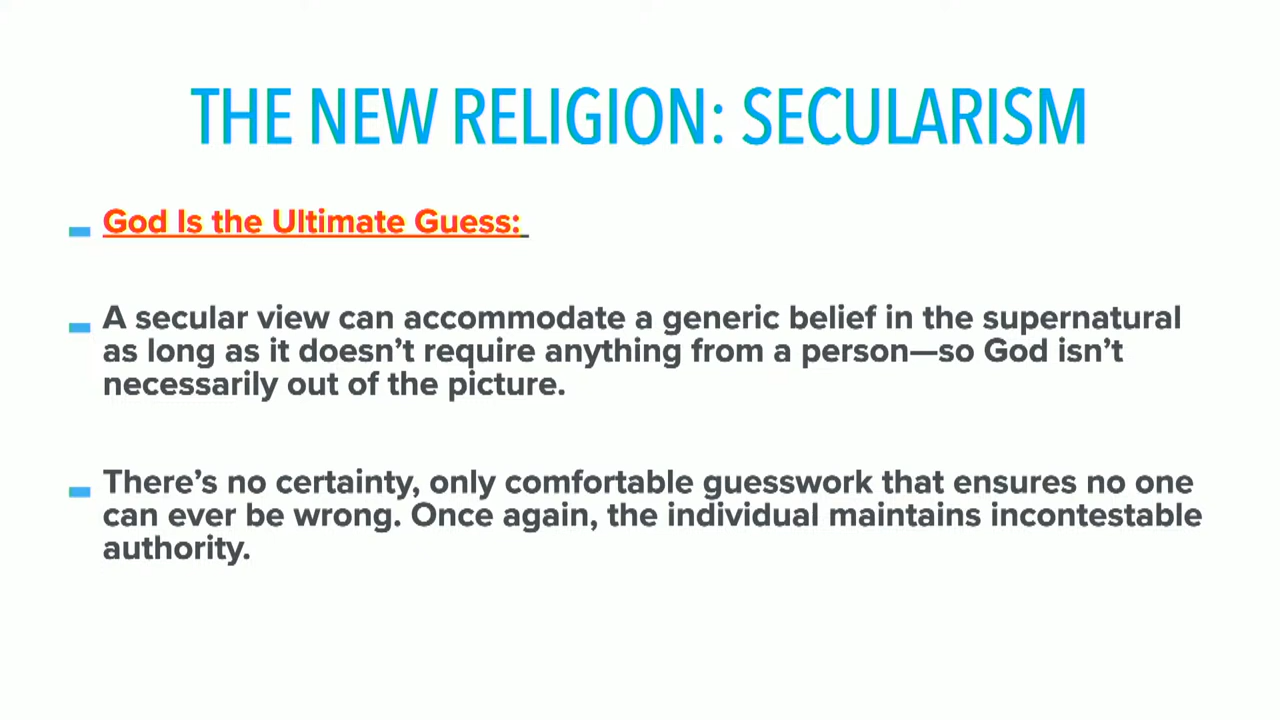 THE NEW RELIGION: SECULARISM
God Is the Ultimate Guess:
A secular view can accommodate a generic belief in the supernatural
as long as it doesn’t require anything from a person—so God isn’t
necessarily out of the picture.
There’s no certainty, only comfortable guesswork that ensures no one
can ever be wrong. Once again, the individual maintains incontestable
authority.